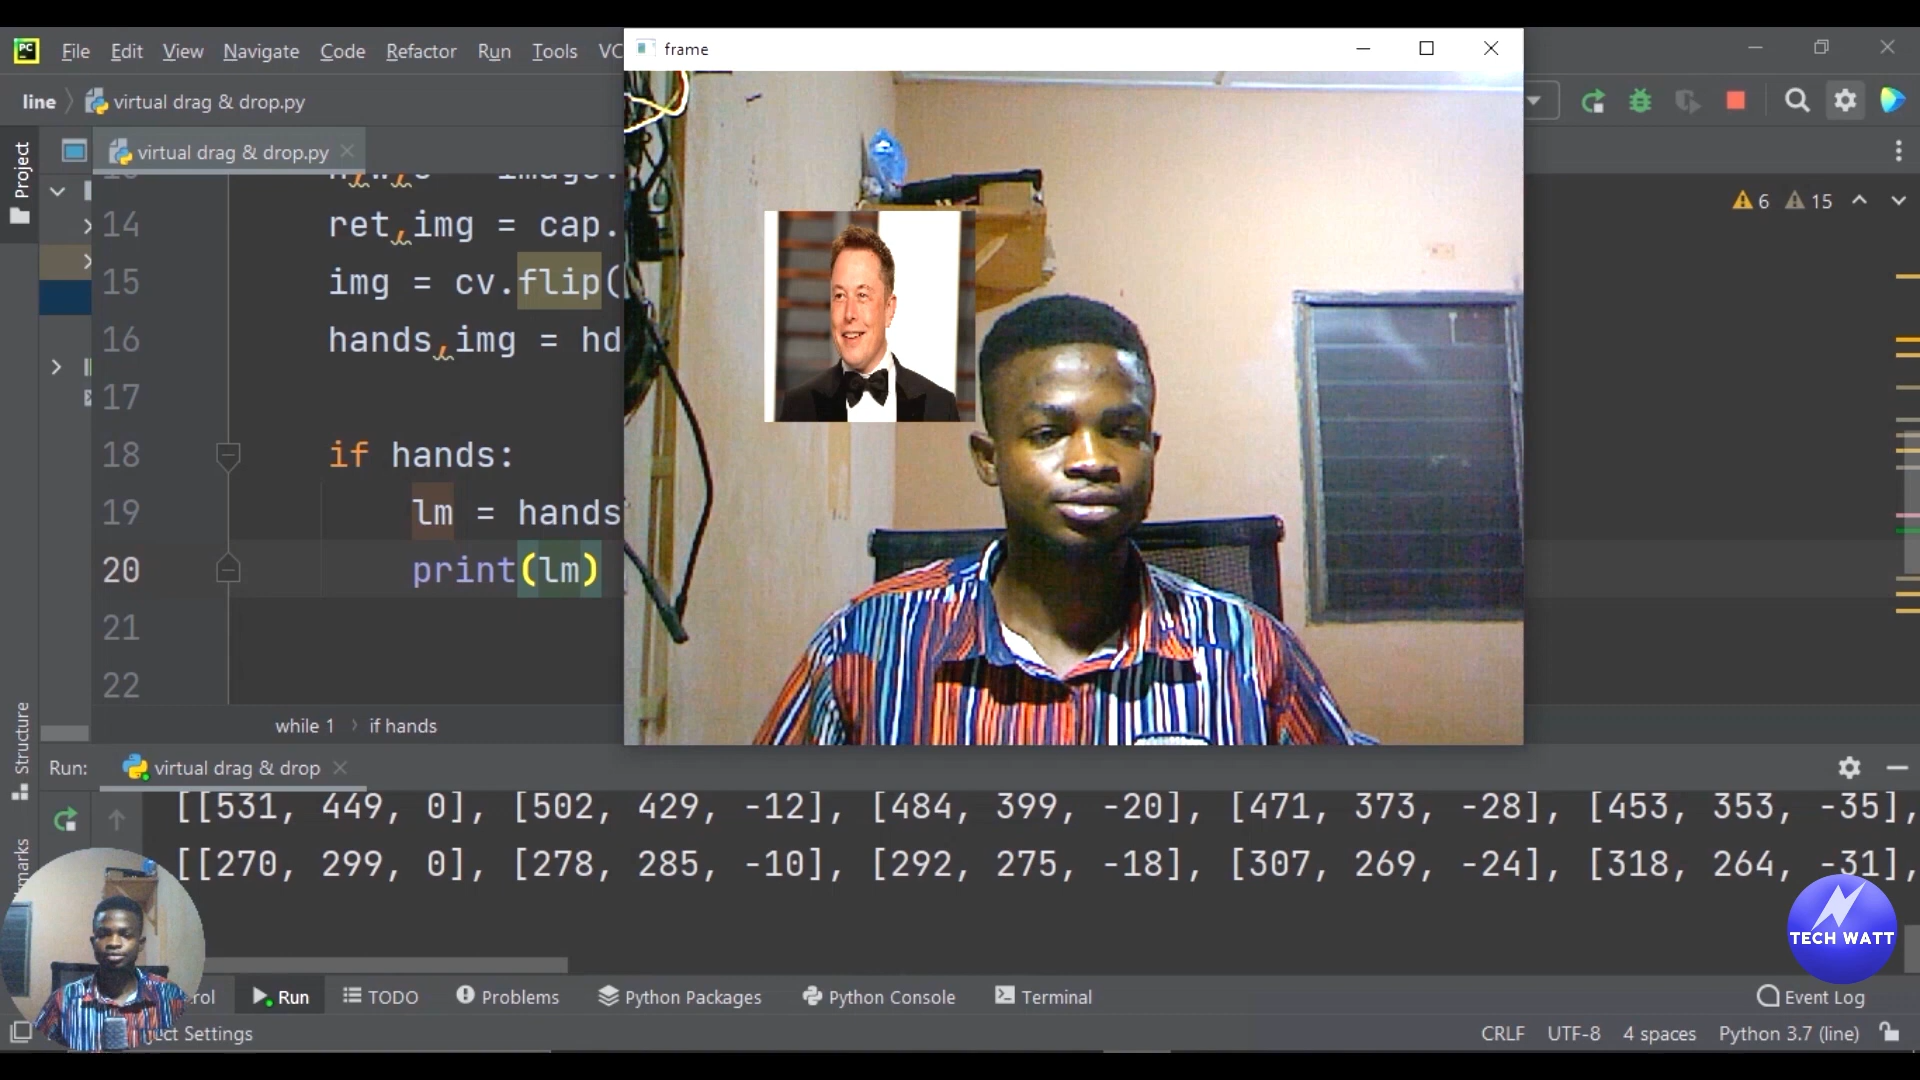 PC File Edit View Navigate Code Refactor Run Tools VC
frame
line virtual drag & drop.py
Project
virtual drag & drop.py
6 15
14 ret,img = cap.
15 img = cv.flip(
16 hands,img = hd
17
18 if hands:
19 lm = hands
20 print(lm)
21
22
while 1 if hands
Structure
Run: virtual drag & drop
[[531, 449, 0], [502, 429, -12], [484, 399, -20], [471, 373, -28], [453, 353, -35],
[[270, 299, 0], [278, 285, -10], [292, 275, -18], [307, 269, -24], [318, 264, -31],
TECH WATT
Run TODO Problems Python Packages Python Console Terminal Event Log
Settings CRLF UTF-8 4 spaces Python 3.7 (line)